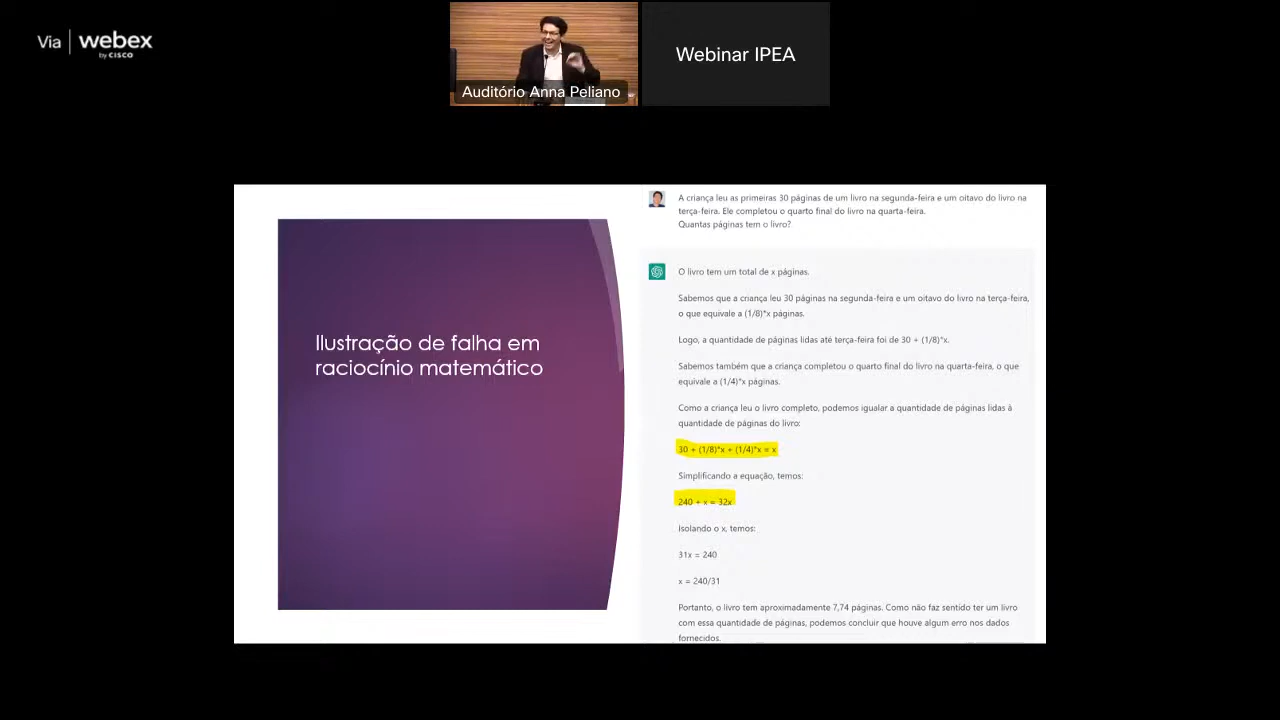 Via | webex
by CISCO
Auditório Anna Peliano
Webinar IPEA
Ilustração de falha em
raciocínio matemático
A criança leu as primeiras 30 páginas de um livro na segunda-feira e um oitavo do livro na
terça-feira. Ele completou o quarto final do livro na quarta-feira.
Quantas páginas tem o livro?
O livro tem um total de x páginas.
Sabemos que a criança leu 30 páginas na segunda-feira e um oitavo do livro na terça-feira,
o que equivale a (1/8)*x páginas.
Logo, a quantidade de páginas lidas até terça-feira foi de 30 + (1/8)*x.
Sabemos também que a criança completou o quarto final do livro na quarta-feira, o que
equivale a (1/4)*x páginas.
Como a criança leu o livro completo, podemos igualar a quantidade de páginas lidas à
quantidade de páginas do livro:
30 + (1/8)*x + (1/4)*x = x
Simplificando a equação, temos:
240 + x = 32x
Isolando o x, temos:
31x = 240
x = 240/31
Portanto, o livro tem aproximadamente 7,74 páginas. Como não faz sentido ter um livro
com essa quantidade de páginas, podemos concluir que houve algum erro nos dados
fornecidos.